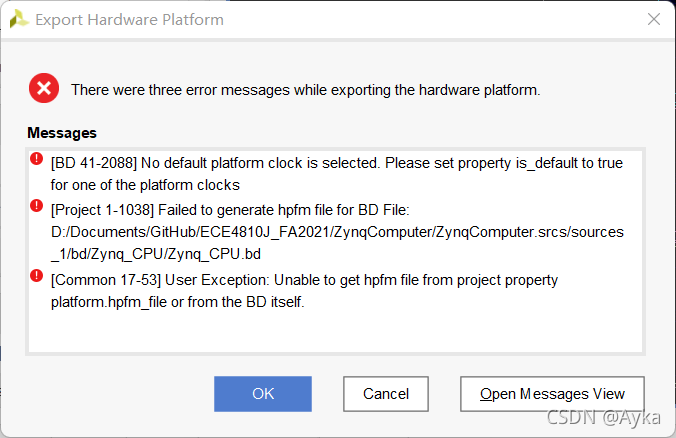 Export Hardware Platform
There were three error messages while exporting the hardware platform.
Messages
[BD 41-2088] No default platform clock is selected. Please set property is_default to true
for one of the platform clocks
[Project 1-1038] Failed to generate hpfm file for BD File:
D:/Documents/GitHub/ECE4810J_FA2021/ZynqComputer/ZynqComputer.srcs/sources
_1/bd/Zynq_CPU/Zynq_CPU.bd
[Common 17-53] User Exception: Unable to get hpfm file from project property
platform.hpfm_file or from the BD itself.
OK Cancel Open Messages View
CSDN @Ayka